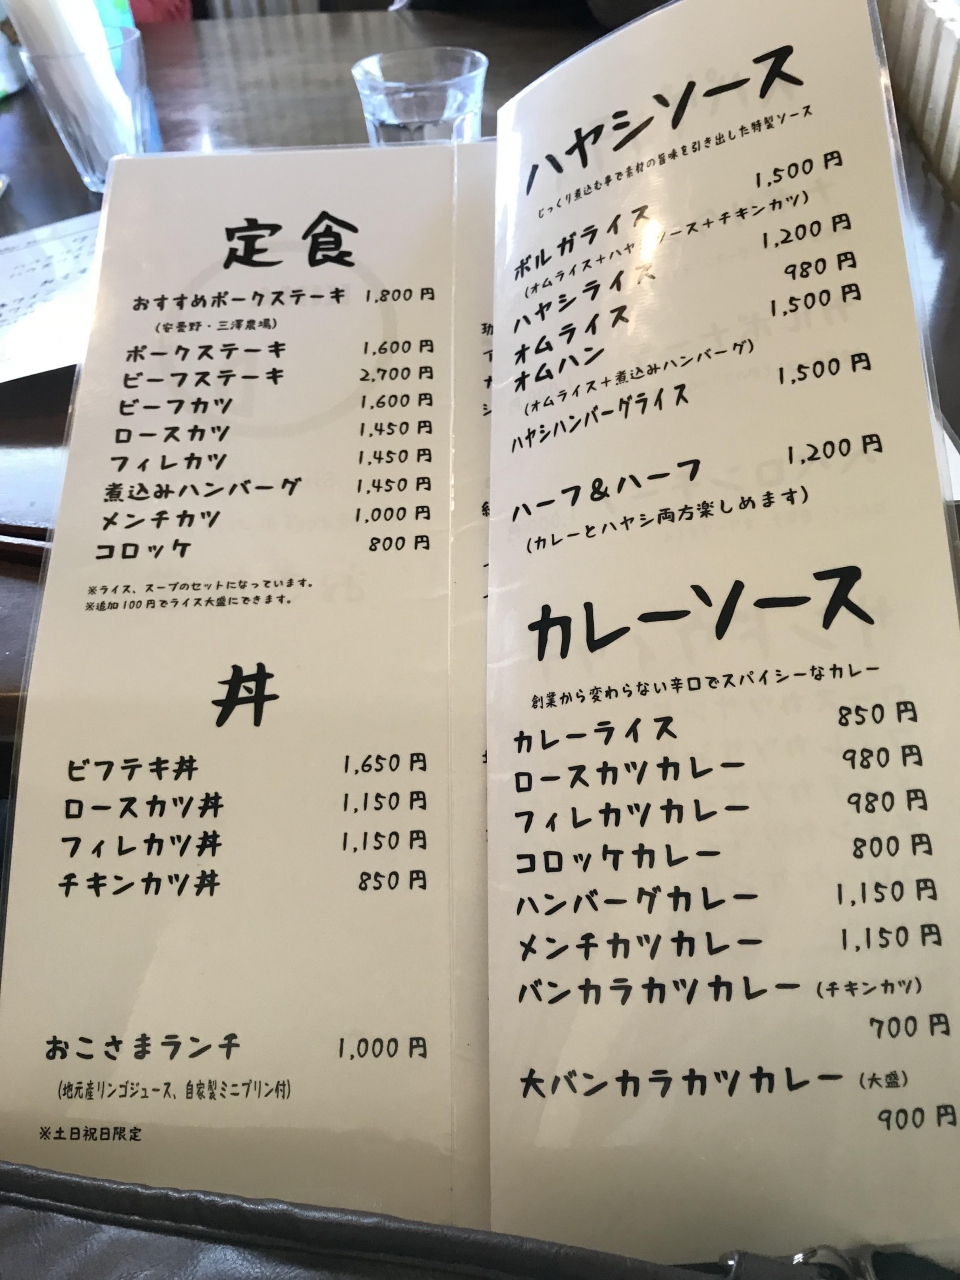 定食
おすすめポークステーキ 1,800円
(安曇野・三澤農場)
ポークステーキ 1,600円
ビーフステーキ 2,700円
ビーフカツ 1,600円
ロースカツ 1,450円
フィレカツ 1,450円
煮込みハンバーグ 1,450円
メンチカツ 1,000円
コロッケ 800円
※ライス、スープのセットになっています。
※追加100円でライス大盛にできます。
丼
ビフテキ丼 1,650円
ロースカツ丼 1,150円
フィレカツ丼 1,150円
チキンカツ丼 850円
おこさまランチ 1,000円
(地元産リンゴジュース、自家製ミニプリン付)
※土日祝日限定
ハヤシソース
じっくり煮込む事で素材の旨味を引き出した特製ソース
ボルガライス 1,500円
(オムライス+ハヤシソース+チキンカツ)
ハヤシライス 1,200円
オムライス 980円
オムハン 1,500円
(オムライス+煮込みハンバーグ)
ハヤシハンバーグライス 1,500円
ハーフ&ハーフ 1,200円
(カレーとハヤシ両方楽しめます)
カレーソース
創業から変わらない辛口でスパイシーなカレー
カレーライス 850円
ロースカツカレー 980円
フィレカツカレー 980円
コロッケカレー 800円
ハンバーグカレー 1,150円
メンチカツカレー 1,150円
バンカラカツカレー (チキンカツ)
700円
大バンカラカツカレー (大盛)
900円